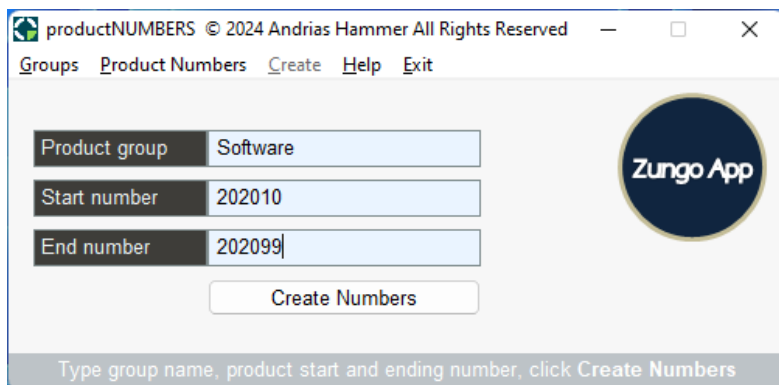 productNUMBERS © 2024 Andrias Hammer All Rights Reserved
Groups Product Numbers Create Help Exit
Product group Software
Zungo App
Start number 202010
End number 202099
Create Numbers
Type group name, product start and ending number, click Create Numbers